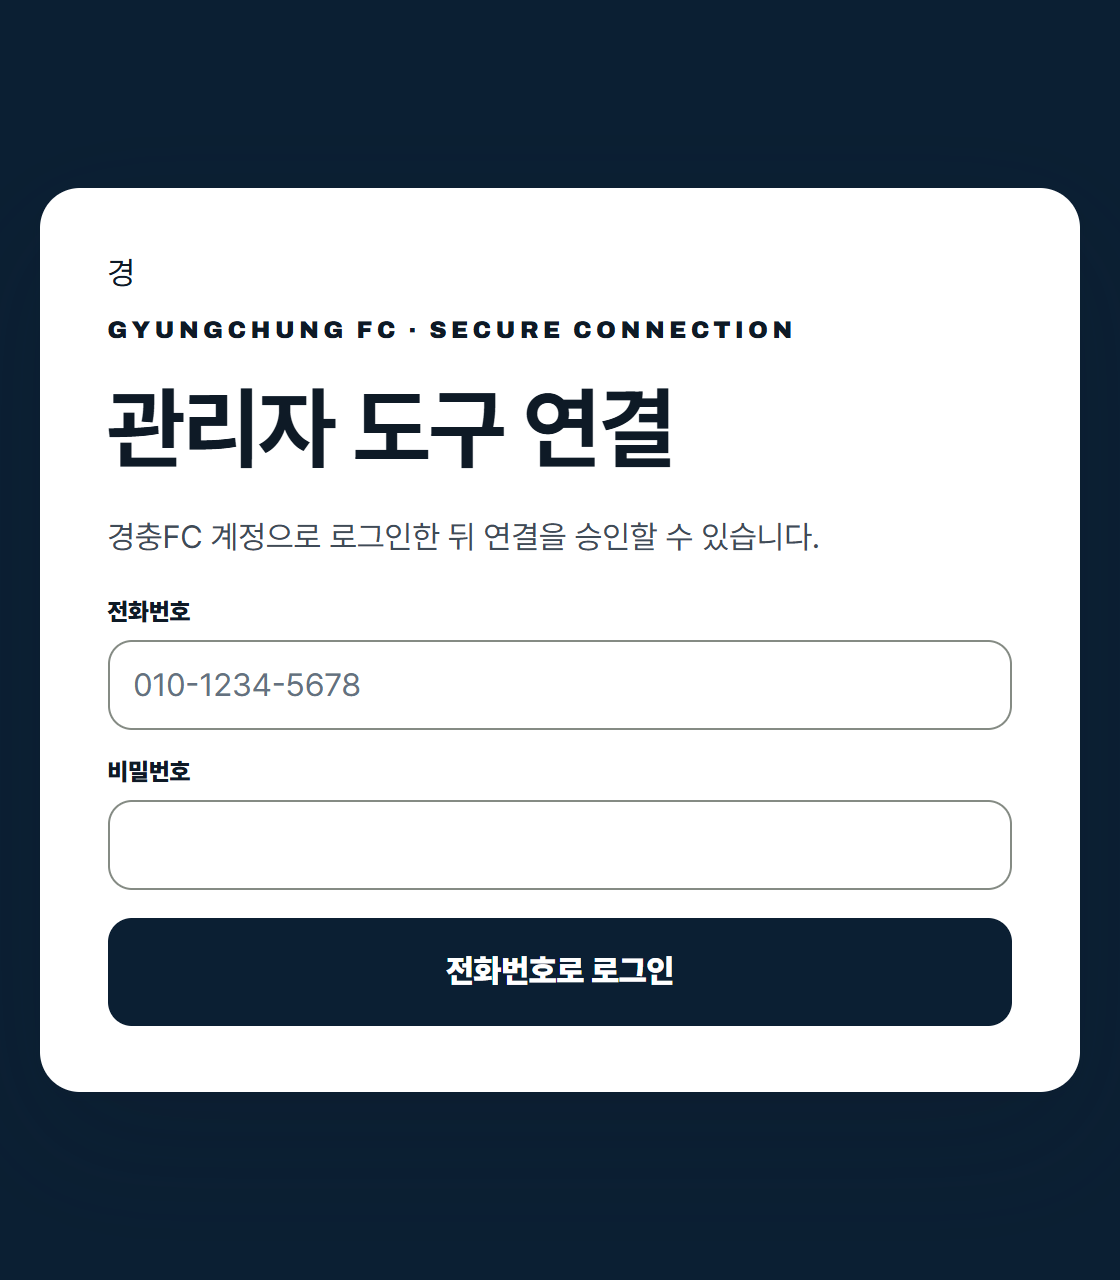 경
GYUNGCHUNG FC · SECURE CONNECTION
관리자 도구 연결
경충FC 계정으로 로그인한 뒤 연결을 승인할 수 있습니다.
전화번호
010-1234-5678
비밀번호
전화번호로 로그인